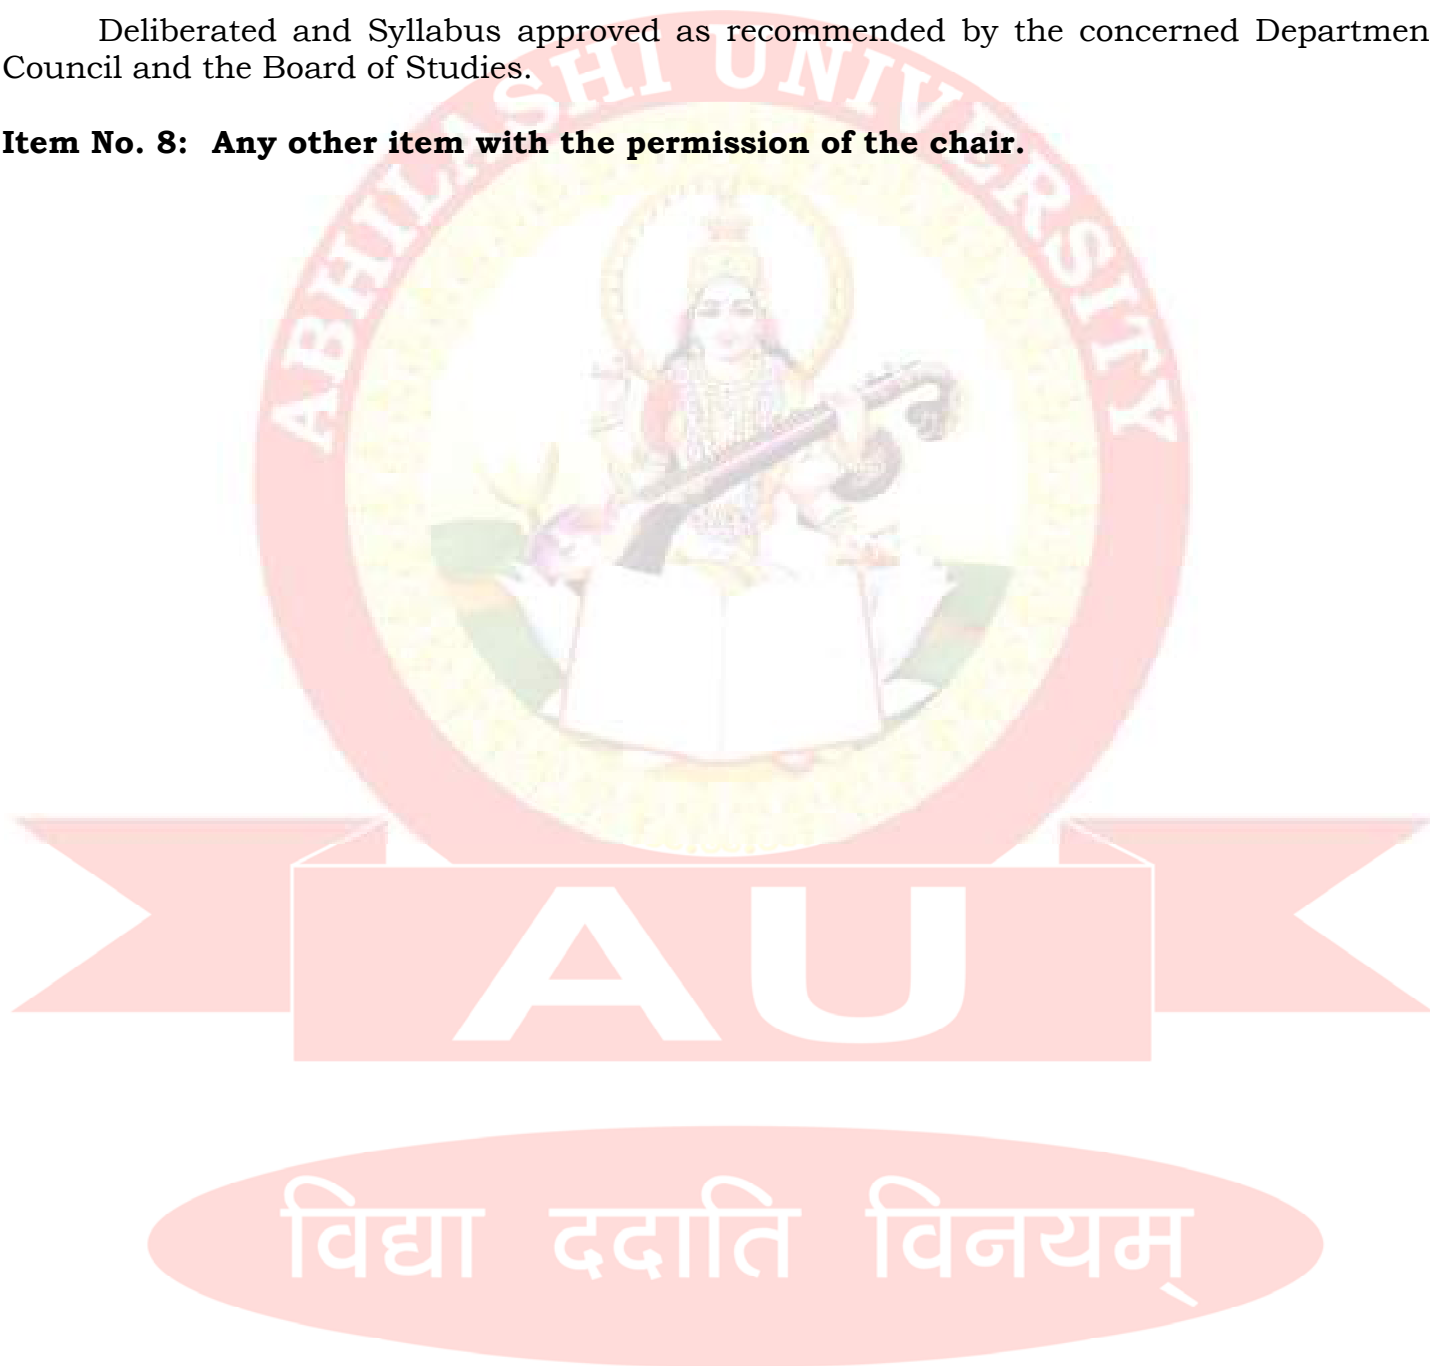 Deliberated and Syllabus approved as recommended by the concerned Departmen
Council and the Board of Studies.
Item No. 8: Any other item with the permission of the chair.
ABHILASHI UNIVERSITY
AU
विद्या ददाति विनयम्